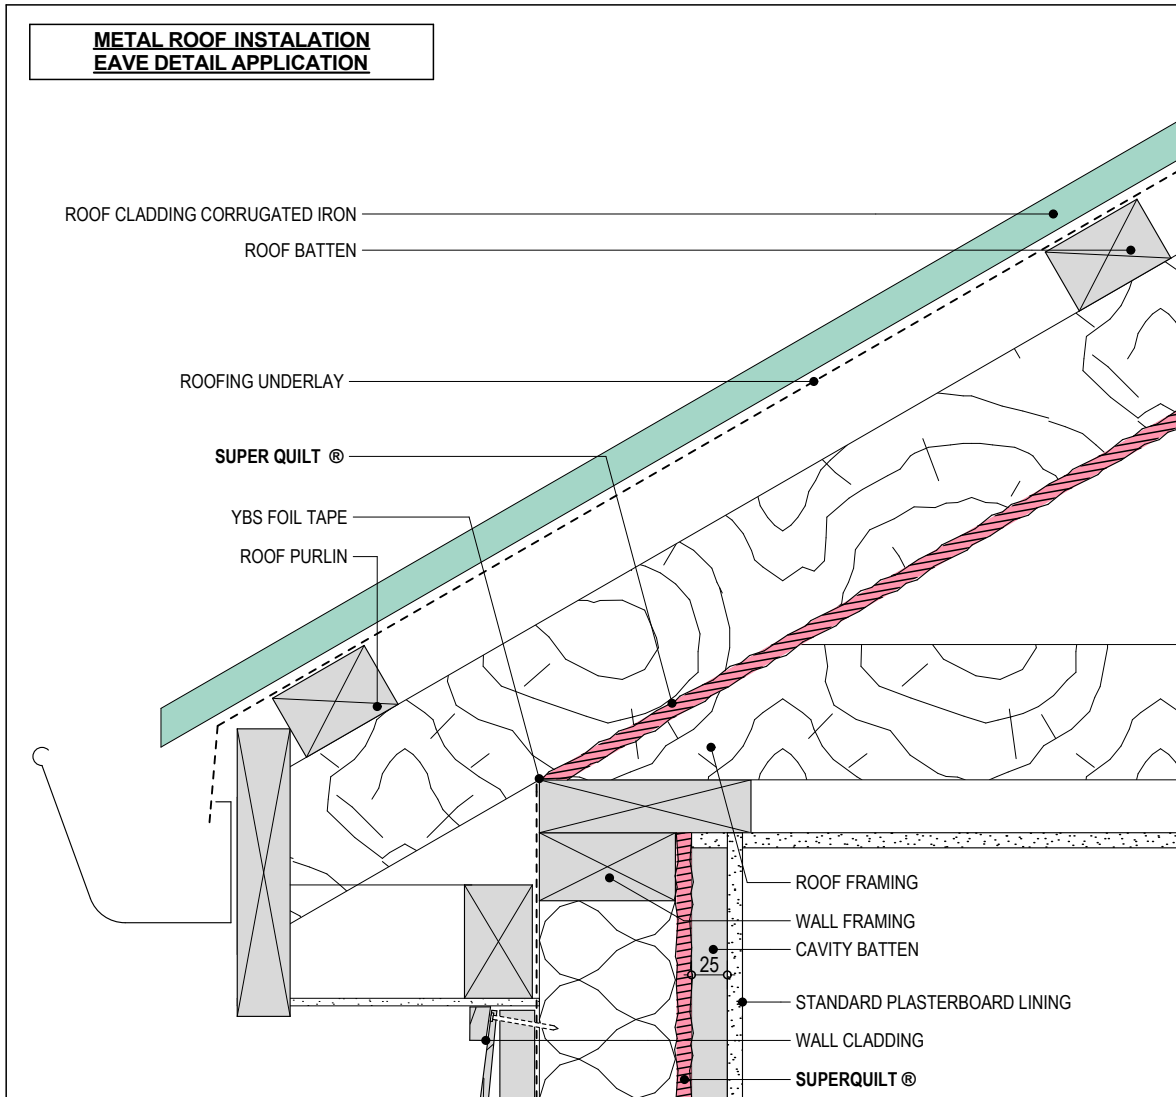 METAL ROOF INSTALATION
EAVE DETAIL APPLICATION
ROOF CLADDING CORRUGATED IRON
ROOF BATTEN
ROOFING UNDERLAY
SUPER QUILT ®
YBS FOIL TAPE
ROOF PURLIN
ROOF FRAMING
WALL FRAMING
CAVITY BATTEN
25
STANDARD PLASTERBOARD LINING
WALL CLADDING
SUPERQUILT ®